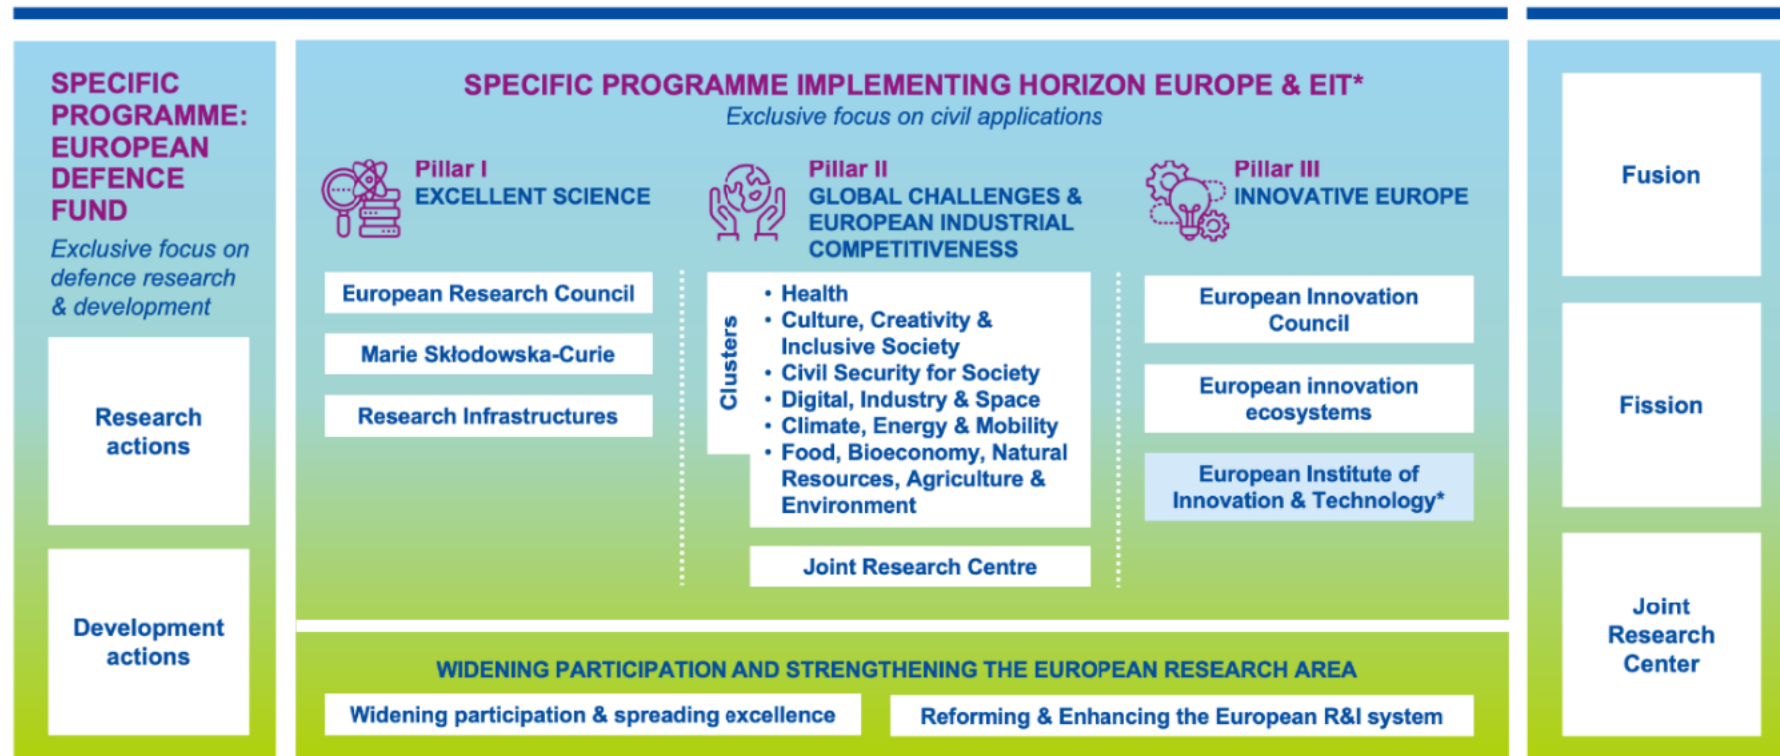 SPECIFIC
PROGRAMME:
EUROPEAN
DEFENCE
FUND
Exclusive focus on
defence research
& development
Research
actions
Development
actions
SPECIFIC PROGRAMME IMPLEMENTING HORIZON EUROPE & EIT*
Exclusive focus on civil applications
Pillar I
EXCELLENT SCIENCE
European Research Council
Marie Skłodowska-Curie
Research Infrastructures
Pillar II
GLOBAL CHALLENGES &
EUROPEAN INDUSTRIAL
COMPETITIVENESS
Clusters
• Health
• Culture, Creativity &
Inclusive Society
• Civil Security for Society
• Digital, Industry & Space
• Climate, Energy & Mobility
• Food, Bioeconomy, Natural
Resources, Agriculture &
Environment
Joint Research Centre
Pillar III
INNOVATIVE EUROPE
European Innovation
Council
European innovation
ecosystems
European Institute of
Innovation & Technology*
WIDENING PARTICIPATION AND STRENGTHENING THE EUROPEAN RESEARCH AREA
Widening participation & spreading excellence
Reforming & Enhancing the European R&I system
Fusion
Fission
Joint
Research
Center